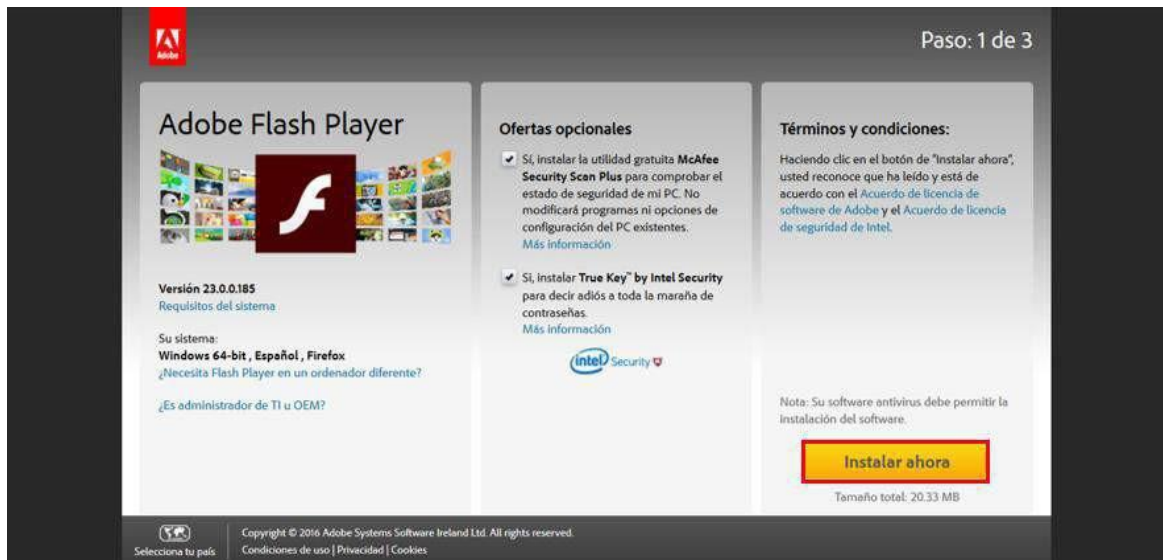 Adobe
Paso: 1 de 3
Adobe Flash Player
Versión 23.0.0.185
Requisitos del sistema
Su sistema:
Windows 64-bit , Español , Firefox
¿Necesita Flash Player en un ordenador diferente?
¿Es administrador de TI u OEM?
Ofertas opcionales
Sí, instalar la utilidad gratuita McAfee
Security Scan Plus para comprobar el
estado de seguridad de mi PC. No
modificará programas ni opciones de
configuración del PC existentes.
Más información
Sí, instalar True Key™ by Intel Security
para decir adiós a toda la maraña de
contraseñas.
Más información
intel Security
Términos y condiciones:
Haciendo clic en el botón de "Instalar ahora",
usted reconoce que ha leído y está de
acuerdo con el Acuerdo de licencia de
software de Adobe y el Acuerdo de licencia
de seguridad de Intel.
Nota: Su software antivirus debe permitir la
instalación del software.
Instalar ahora
Tamaño total: 20.33 MB
Selecciona tu país
Copyright © 2016 Adobe Systems Software Ireland Ltd. All rights reserved.
Condiciones de uso | Privacidad | Cookies